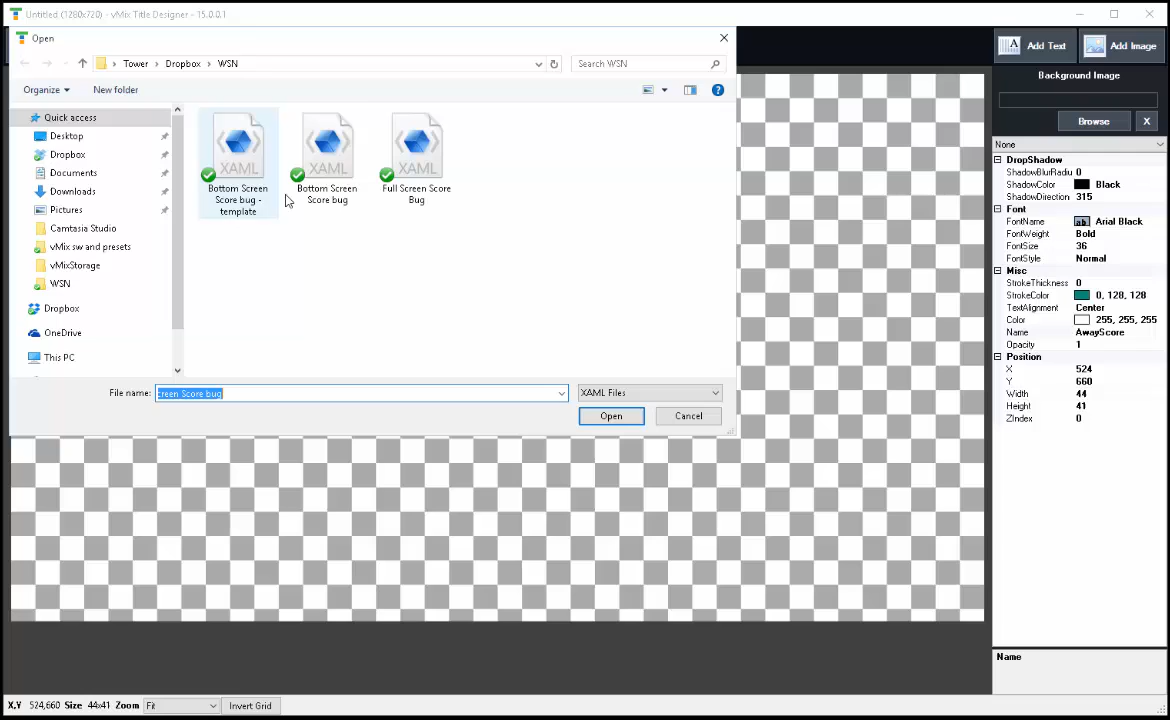 Untitled (1280x720) - vMix Title Designer - 15.0.0.1
Open
Tower > Dropbox > WSN
Search WSN
Organize
New folder
Quick access
Desktop
Dropbox
Documents
Downloads
Pictures
Camtasia Studio
vMix sw and presets
vMixStorage
WSN
Dropbox
OneDrive
This PC
XAML
Bottom Screen
Score bug -
template
XAML
Bottom Screen
Score bug
XAML
Full Screen Score
Bug
File name:
creen Score bug
XAML Files
Open
Cancel
Add Text
Add Image
Background Image
Browse
X
None
DropShadow
ShadowBlurRadiu 0
ShadowColor Black
ShadowDirection 315
Font
FontName ab Arial Black
FontWeight Bold
FontSize 36
FontStyle Normal
Misc
StrokeThickness 0
StrokeColor 0, 128, 128
TextAlignment Center
Color 255, 255, 255
Name AwayScore
Opacity 1
Position
X 524
Y 660
Width 44
Height 41
ZIndex 0
Name
X,Y 524,660 Size 44x41 Zoom Fit Invert Grid